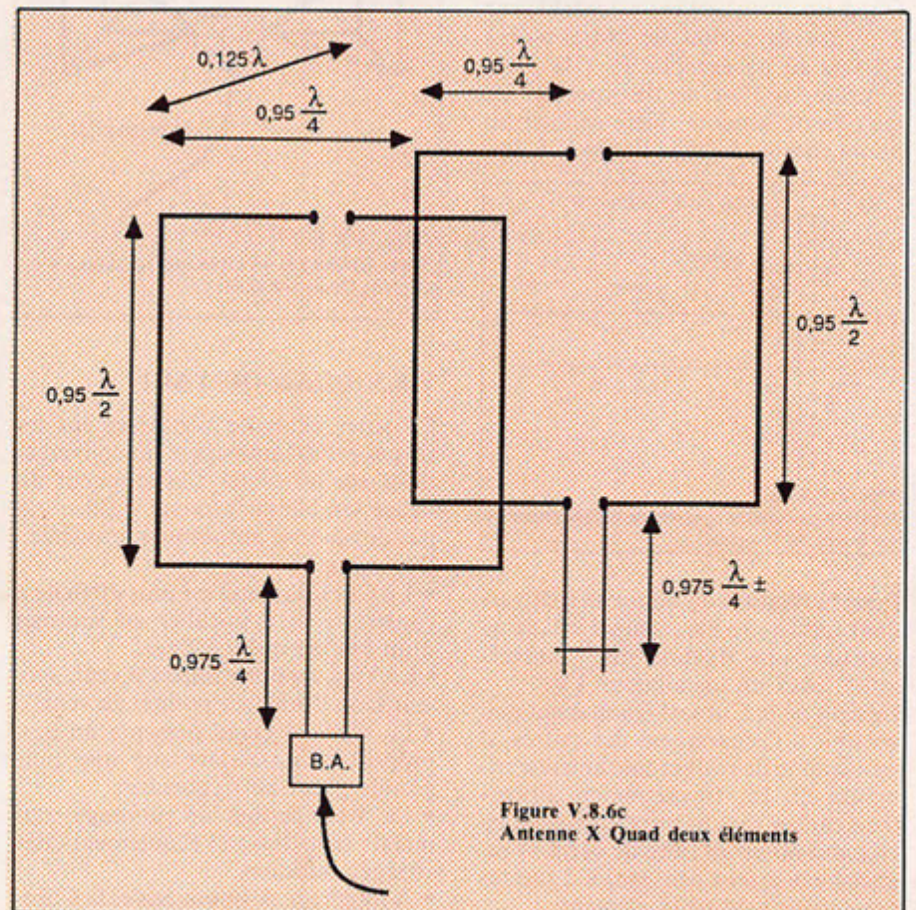 0,125 λ
0,95 λ/4
0,95 λ/4
0,95 λ/2
0,95 λ/2
0,975 λ/4 ±
0,975 λ/4
B.A.
Figure V.8.6c
Antenne X Quad deux éléments